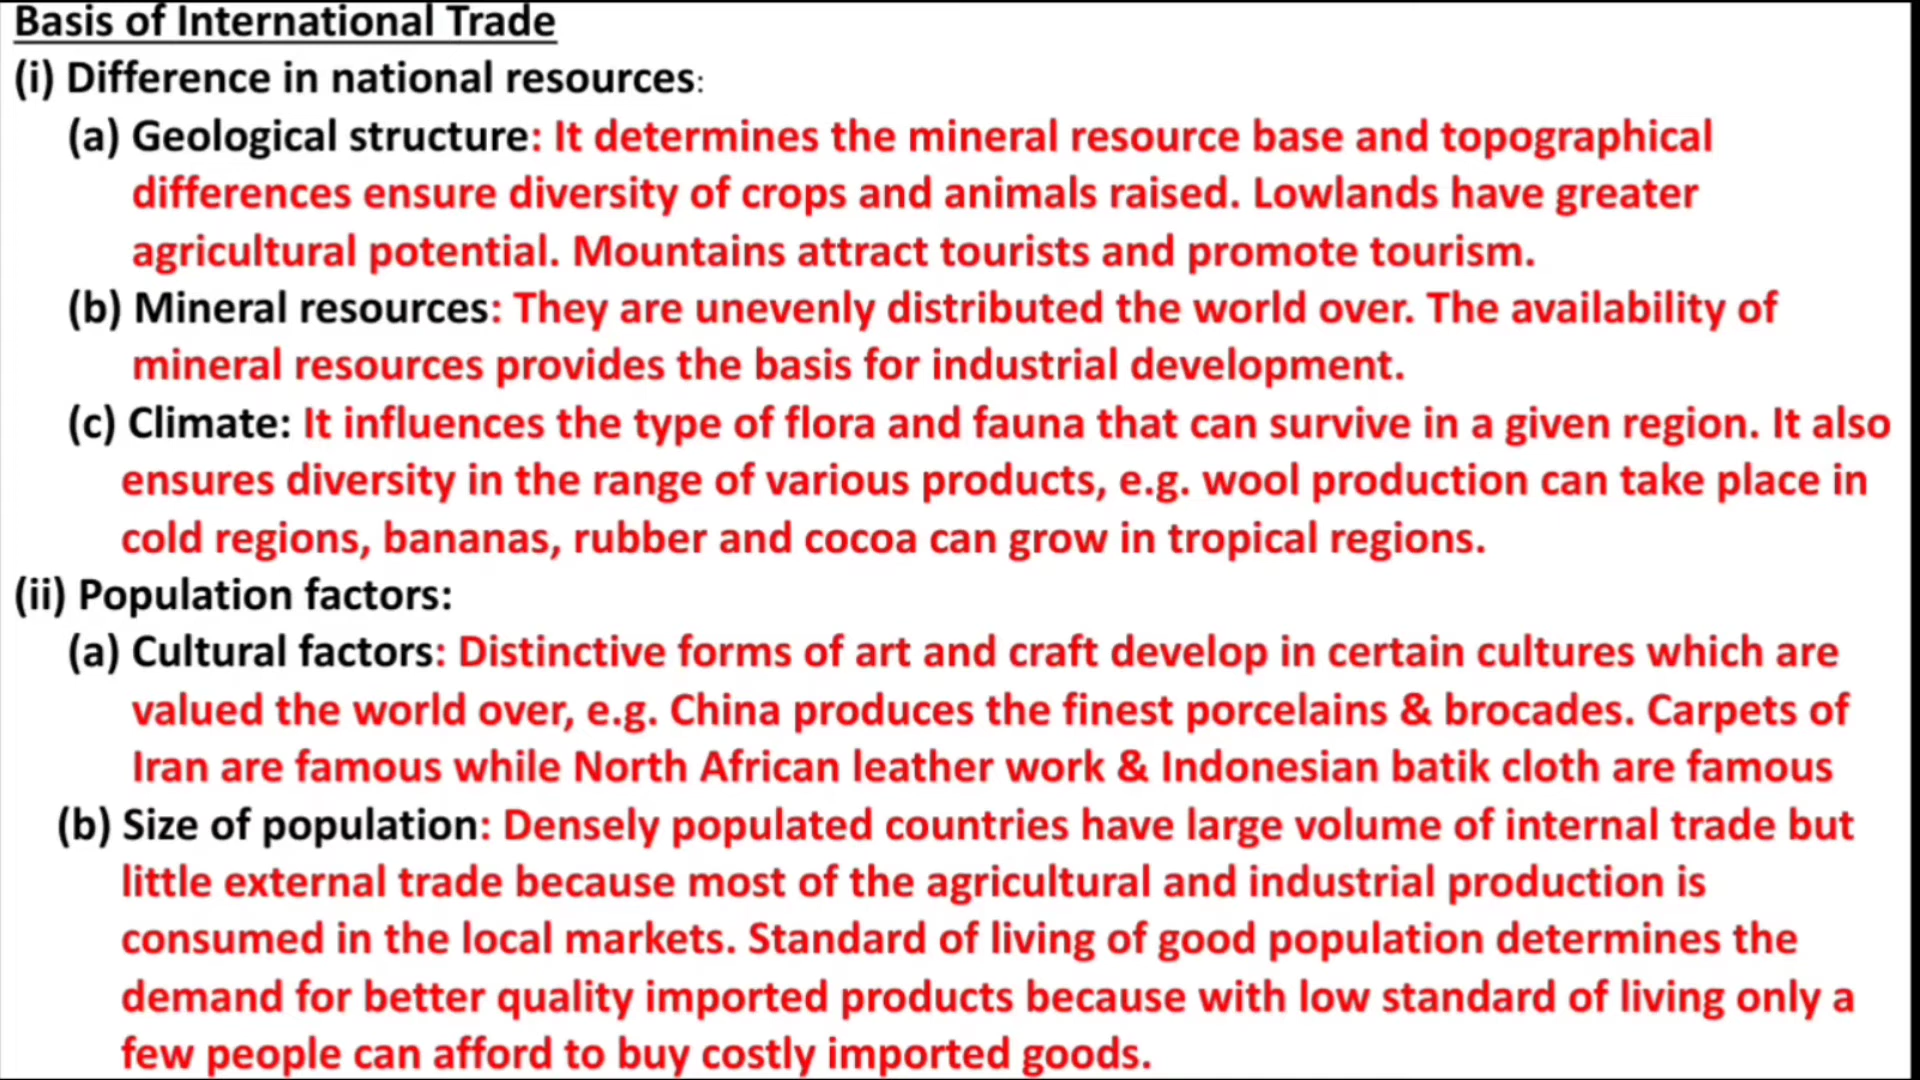 Basis of International Trade
(i) Difference in national resources:
(a) Geological structure: It determines the mineral resource base and topographical
differences ensure diversity of crops and animals raised. Lowlands have greater
agricultural potential. Mountains attract tourists and promote tourism.
(b) Mineral resources: They are unevenly distributed the world over. The availability of
mineral resources provides the basis for industrial development.
(c) Climate: It influences the type of flora and fauna that can survive in a given region. It also
ensures diversity in the range of various products, e.g. wool production can take place in
cold regions, bananas, rubber and cocoa can grow in tropical regions.
(ii) Population factors:
(a) Cultural factors: Distinctive forms of art and craft develop in certain cultures which are
valued the world over, e.g. China produces the finest porcelains & brocades. Carpets of
Iran are famous while North African leather work & Indonesian batik cloth are famous
(b) Size of population: Densely populated countries have large volume of internal trade but
little external trade because most of the agricultural and industrial production is
consumed in the local markets. Standard of living of good population determines the
demand for better quality imported products because with low standard of living only a
few people can afford to buy costly imported goods.